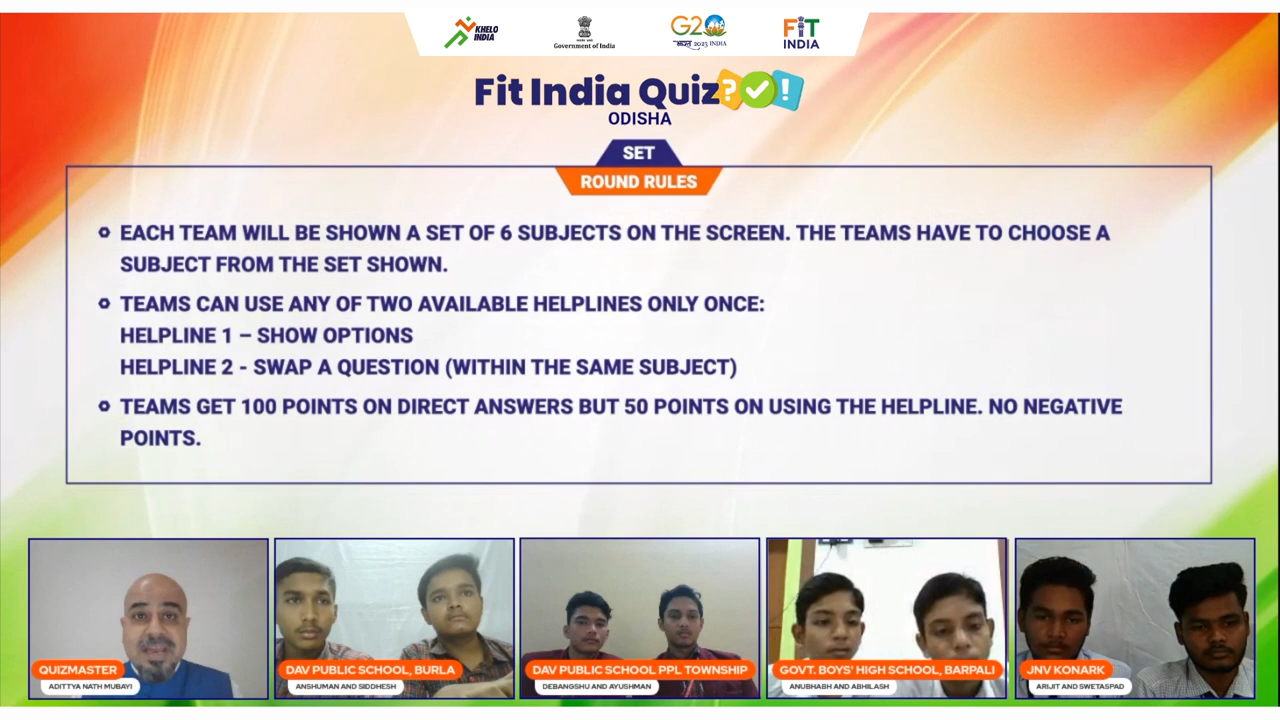 KHELO
INDIA
Government of India
G20
भारत 2023 INDIA
FIT
INDIA
Fit India Quiz?!
ODISHA
SET
ROUND RULES
EACH TEAM WILL BE SHOWN A SET OF 6 SUBJECTS ON THE SCREEN. THE TEAMS HAVE TO CHOOSE A
SUBJECT FROM THE SET SHOWN.
TEAMS CAN USE ANY OF TWO AVAILABLE HELPLINES ONLY ONCE:
HELPLINE 1 – SHOW OPTIONS
HELPLINE 2 - SWAP A QUESTION (WITHIN THE SAME SUBJECT)
TEAMS GET 100 POINTS ON DIRECT ANSWERS BUT 50 POINTS ON USING THE HELPLINE. NO NEGATIVE
POINTS.
QUIZMASTER
ADITTYA NATH MUBAYI
DAV PUBLIC SCHOOL, BURLA
ANSHUMAN AND SIDDHESH
DAV PUBLIC SCHOOL PPL TOWNSHIP
DEBANGSHU AND AYUSHMAN
GOVT. BOYS' HIGH SCHOOL, BARPALI
ANUBHABH AND ABHILASH
JNV KONARK
ARIJIT AND SWETASPAD